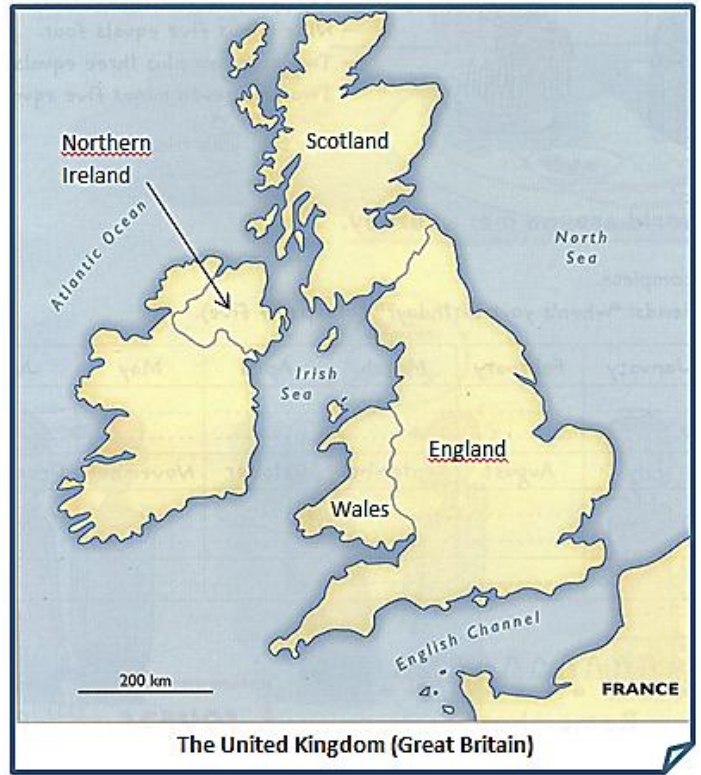 Northern
Ireland
Scotland
Atlantic Ocean
North
Sea
Irish
Sea
England
Wales
English Channel
200 km
FRANCE
The United Kingdom (Great Britain)